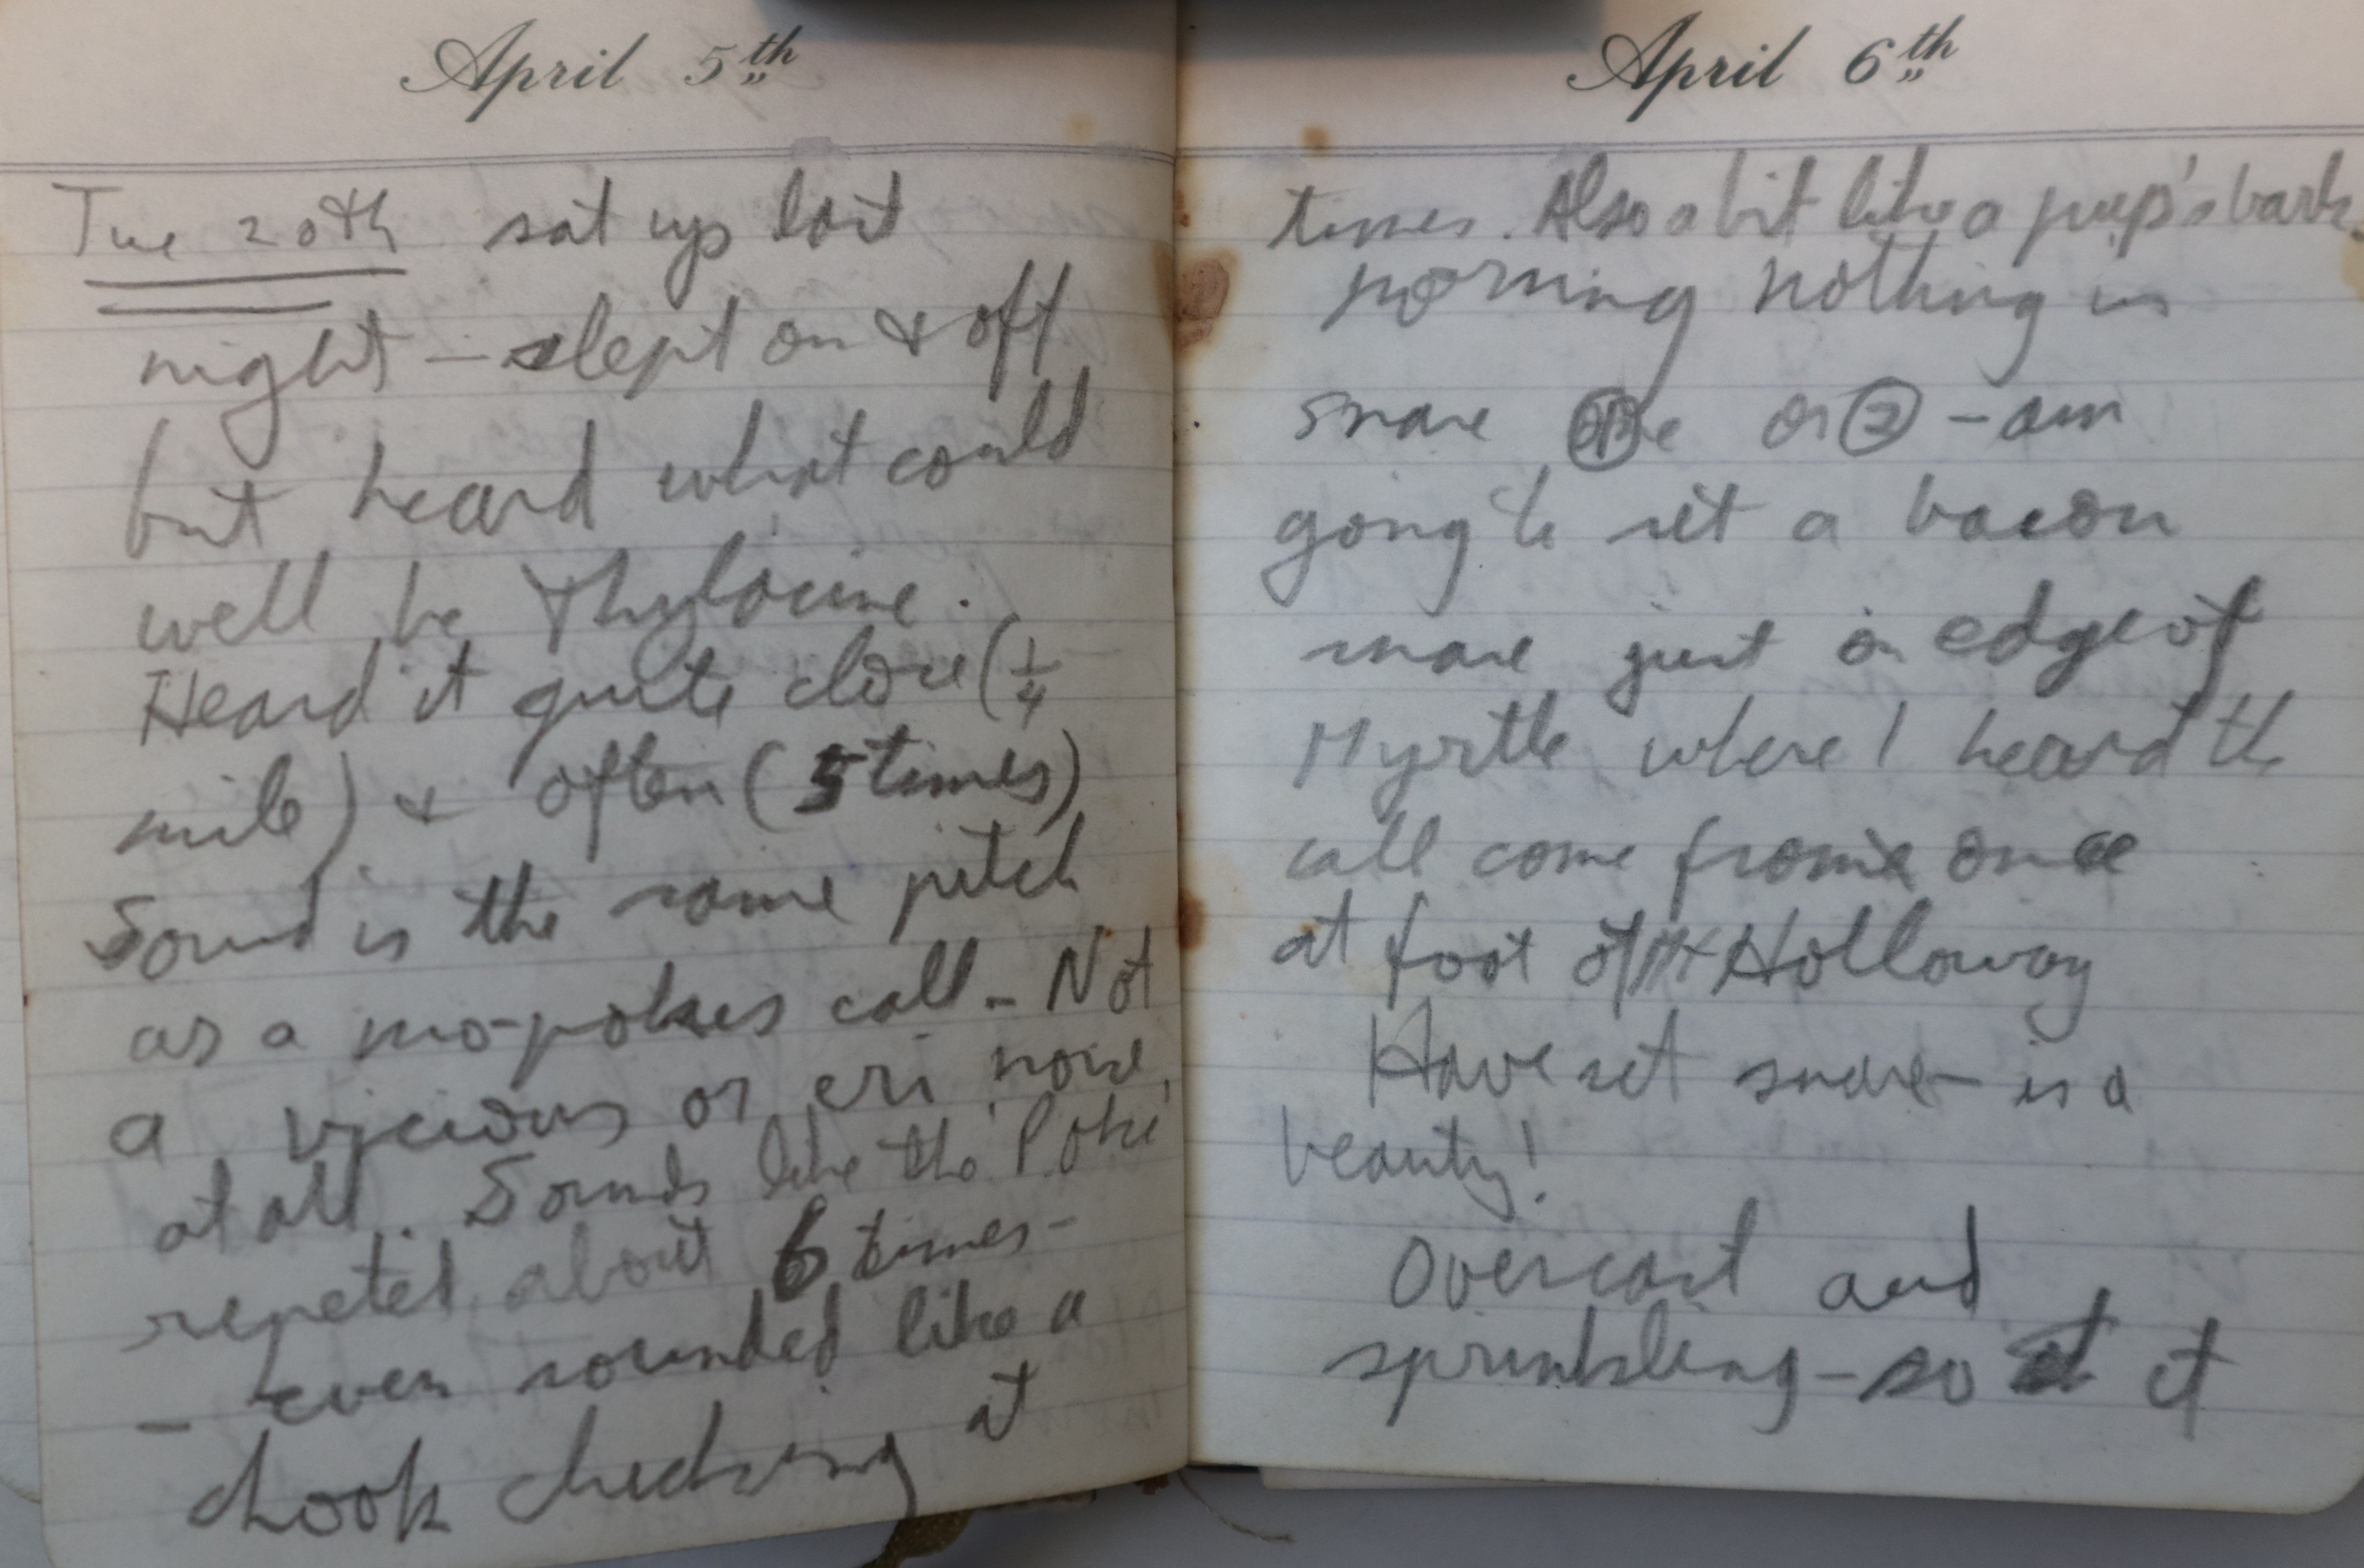 April 5th
Tue 20th sat up last
night - slept on & off
but heard what could
well be Thylacine.
Heard it quite close (1/4
mile) & often (5 times)
Sound is the same pitch
as a mo-pokes call - Not
a vicious or eri noise,
at all. Sounds like the 'Poke'
repeted about 6 times -
- even sounded like a
chook clucking at
April 6th
times. Also a bit like a pup's bark.
morning nothing in
snare or ② - am
going to set a bacon
snare just on edge of
Myrtle where I heard th
call come from once
at foot of Mt Holloway
Have set snare - is a
beauty!
Overcast and
sprinkling - so it